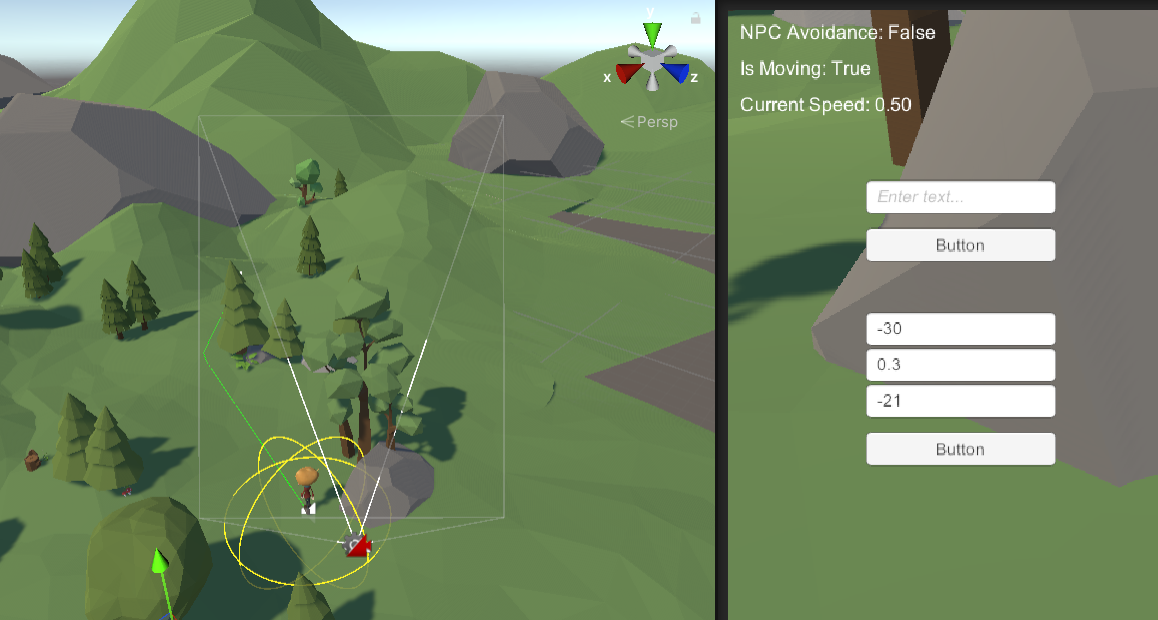 y
x
z
Persp
NPC Avoidance: False
Is Moving: True
Current Speed: 0.50
Enter text...
Button
-30
0.3
-21
Button